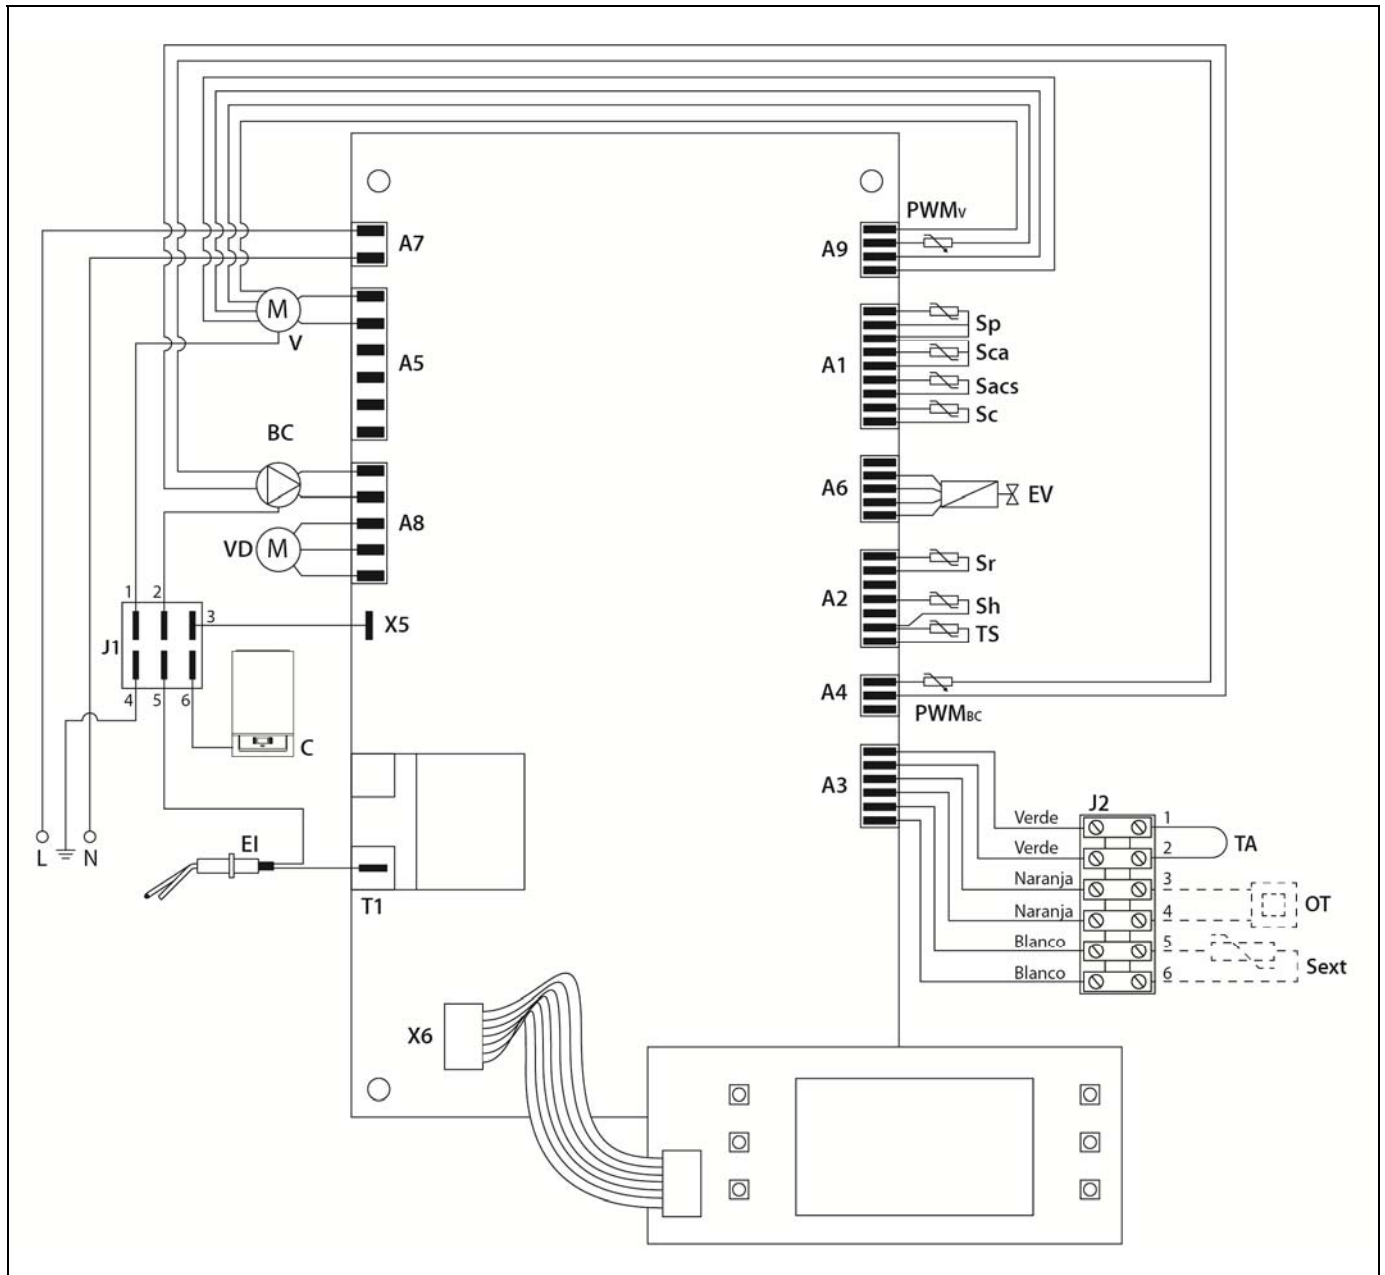 PWMV
A7
A9
M
V
Sp
Sca
A5
A1
Sacs
Sc
BC
A6
EV
A8
VD
M
Sr
A2
Sh
TS
1
2
3
X5
J1
4
5
6
A4
PWMBC
C
A3
J2
Verde
1
TA
Verde
2
Naranja
3
OT
Naranja
4
Blanco
5
Sext
Blanco
6
L
N
EI
T1
X6